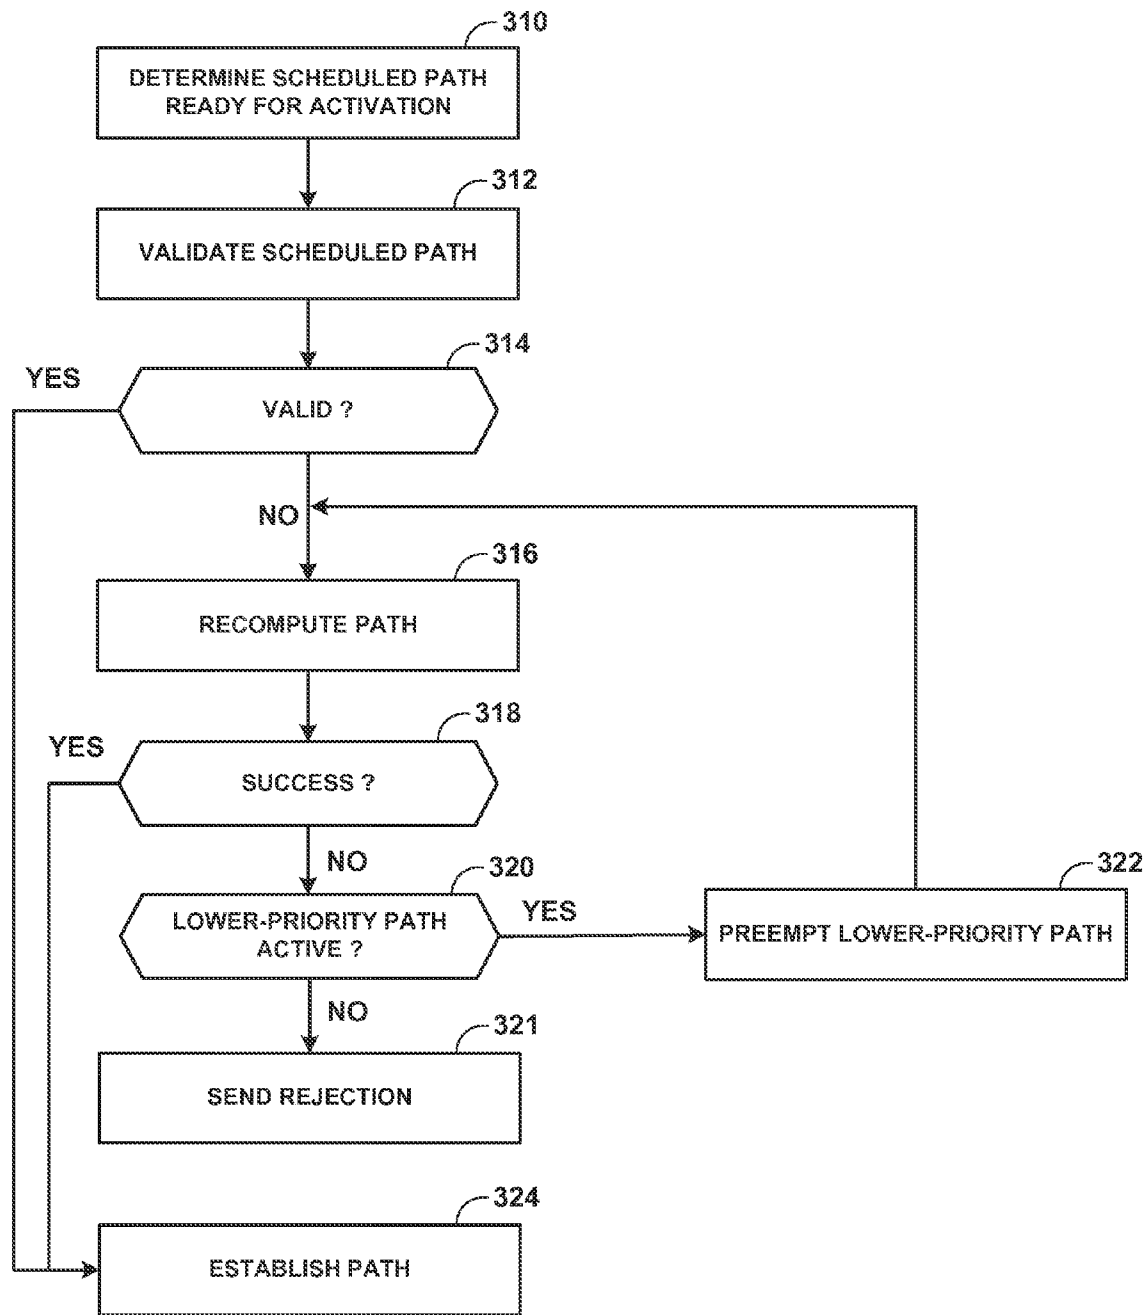 310
DETERMINE SCHEDULED PATH
READY FOR ACTIVATION
312
VALIDATE SCHEDULED PATH
314
YES
VALID ?
NO
316
RECOMPUTE PATH
318
YES
SUCCESS ?
NO
320
LOWER-PRIORITY PATH
ACTIVE ?
YES
322
PREEMPT LOWER-PRIORITY PATH
NO
321
SEND REJECTION
324
ESTABLISH PATH